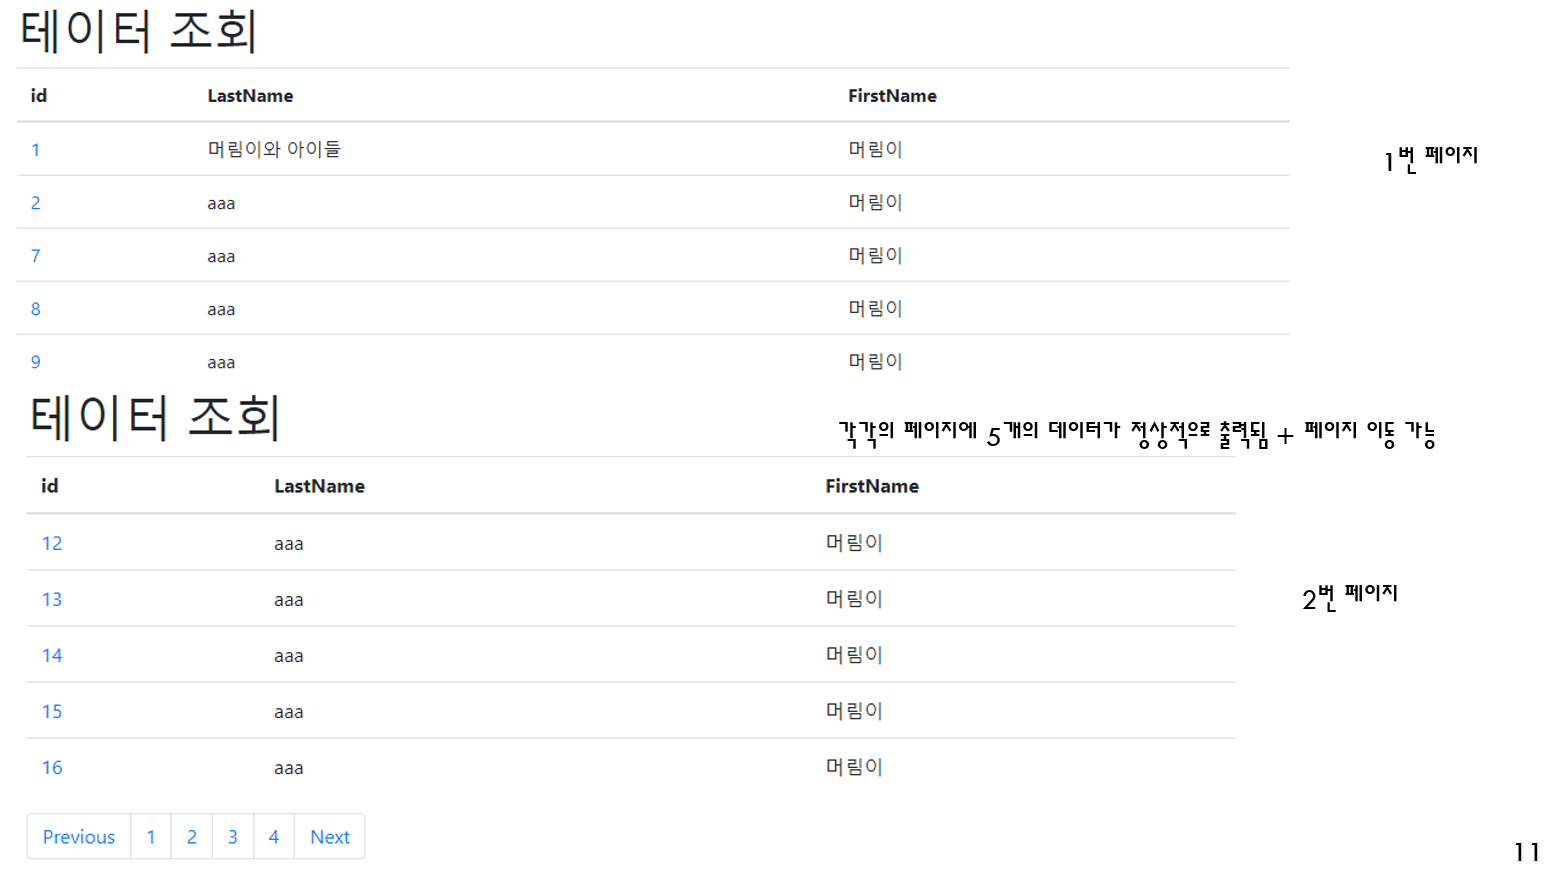 테이터 조회
id LastName FirstName
1 머림이와 아이들 머림이
1번 페이지
2 aaa 머림이
7 aaa 머림이
8 aaa 머림이
9 aaa 머림이
테이터 조회
각각의 페이지에 5개의 데이터가 정상적으로 출력됨 + 페이지 이동 가능
id LastName FirstName
12 aaa 머림이
13 aaa 머림이
2번 페이지
14 aaa 머림이
15 aaa 머림이
16 aaa 머림이
Previous 1 2 3 4 Next
11